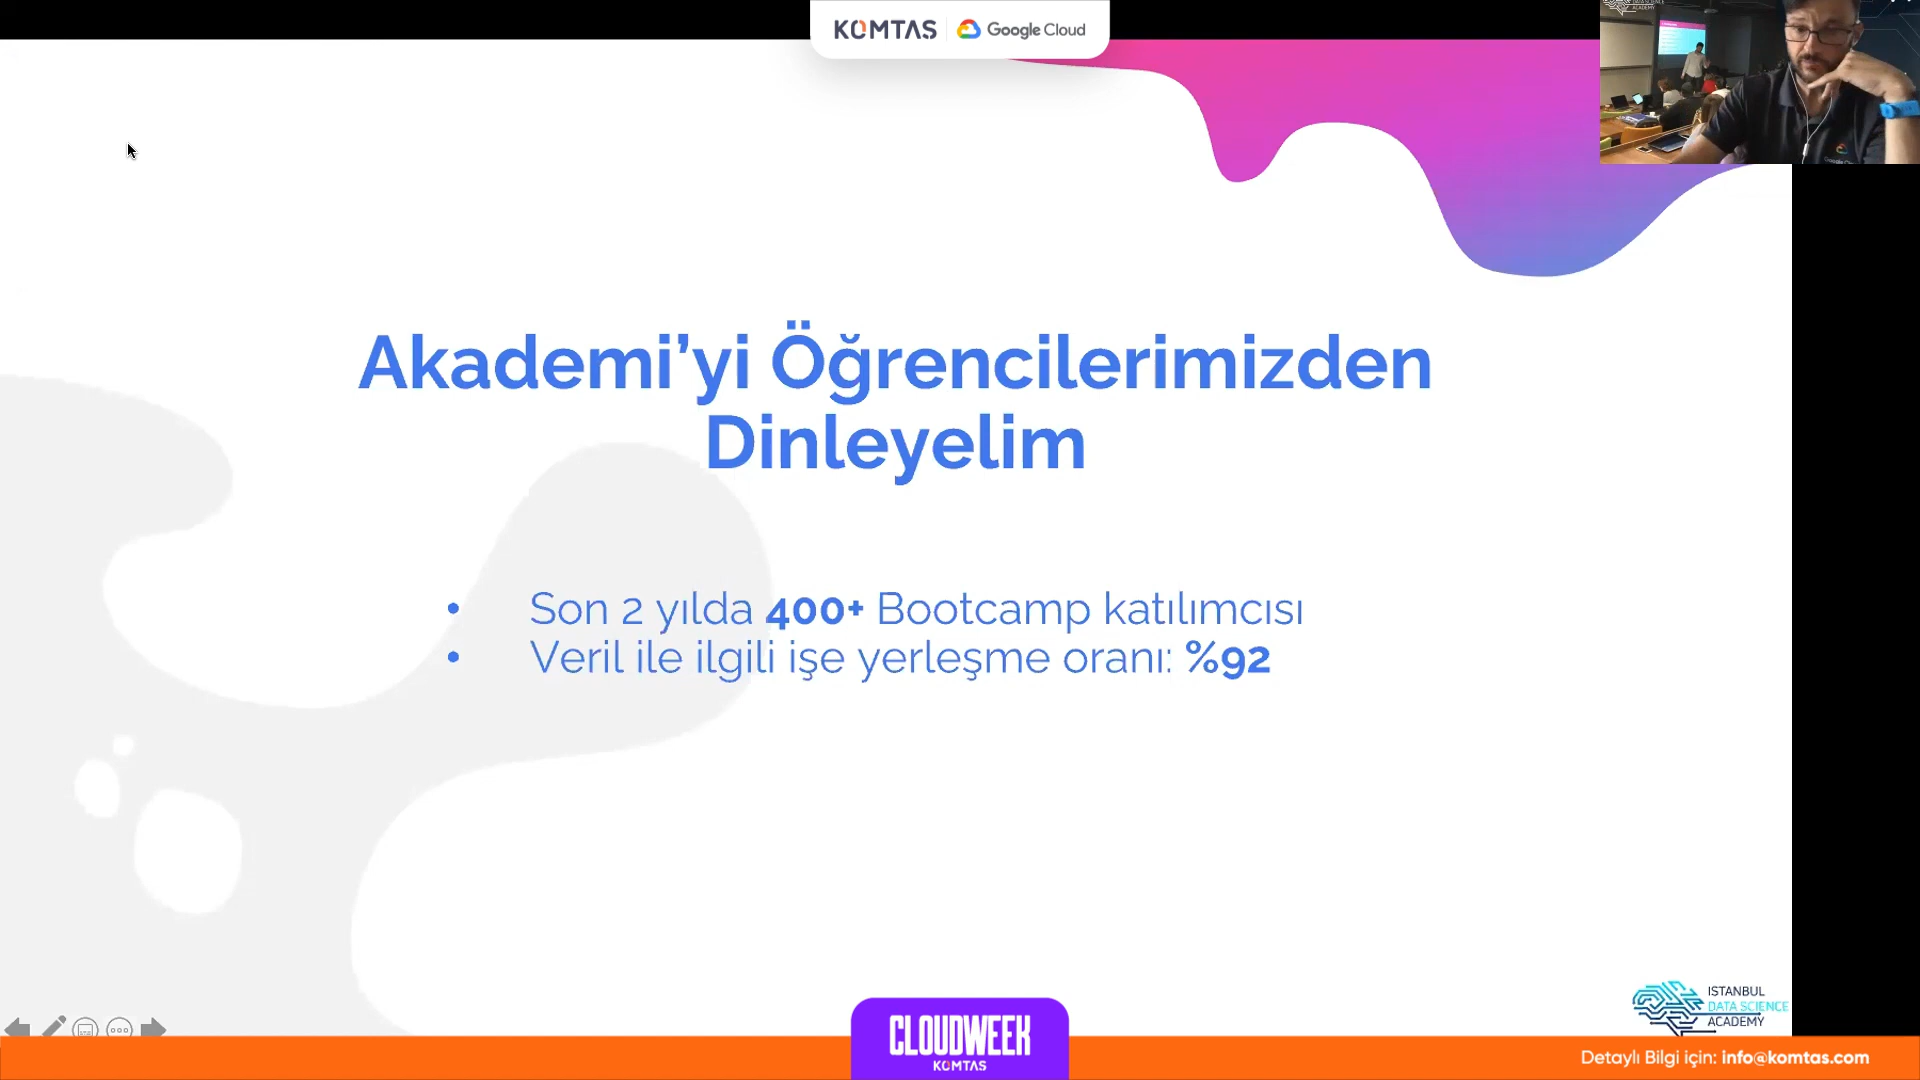 KOMTAS Google Cloud
Akademi’yi Öğrencilerimizden
Dinleyelim
• Son 2 yılda 400+ Bootcamp katılımcısı
• Veril ile ilgili işe yerleşme oranı: %92
ISTANBUL
DATA SCIENCE
ACADEMY
CLOUDWEEK
KOMTAS
Detaylı Bilgi için: info@komtas.com